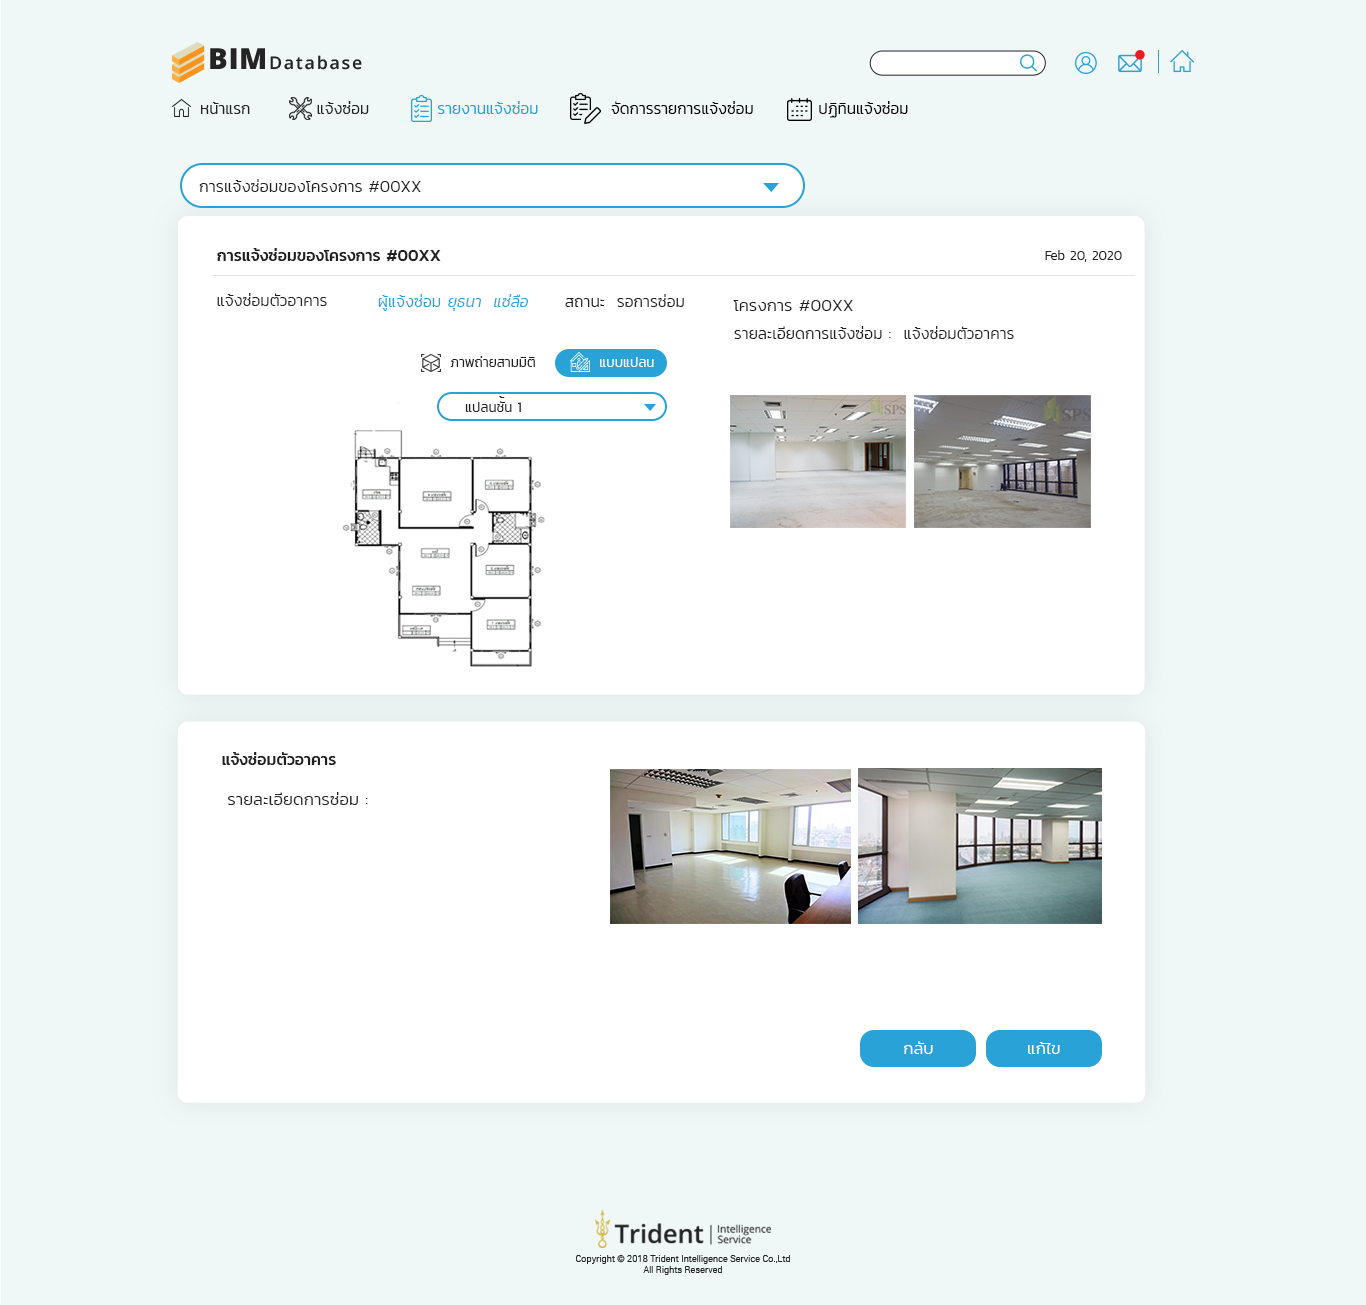 BIM Database
หน้าแรก
แจ้งซ่อม
รายงานแจ้งซ่อม
จัดการรายการแจ้งซ่อม
ปฏิทินแจ้งซ่อม
การแจ้งซ่อมของโครงการ #00XX
การแจ้งซ่อมของโครงการ #00XX
Feb 20, 2020
แจ้งซ่อมตัวอาคาร
ผู้แจ้งซ่อม ยุธนา แซ่ลือ
สถานะ รอการซ่อม
โครงการ #00XX
รายละเอียดการแจ้งซ่อม : แจ้งซ่อมตัวอาคาร
ภาพถ่ายสามมิติ
แบบแปลน
แปลนชั้น 1
SPS
SPS
แจ้งซ่อมตัวอาคาร
รายละเอียดการซ่อม :
กลับ
แก้ไข
Trident Intelligence
Service
Copyright © 2018 Trident Intelligence Service Co.,Ltd
All Rights Reserved